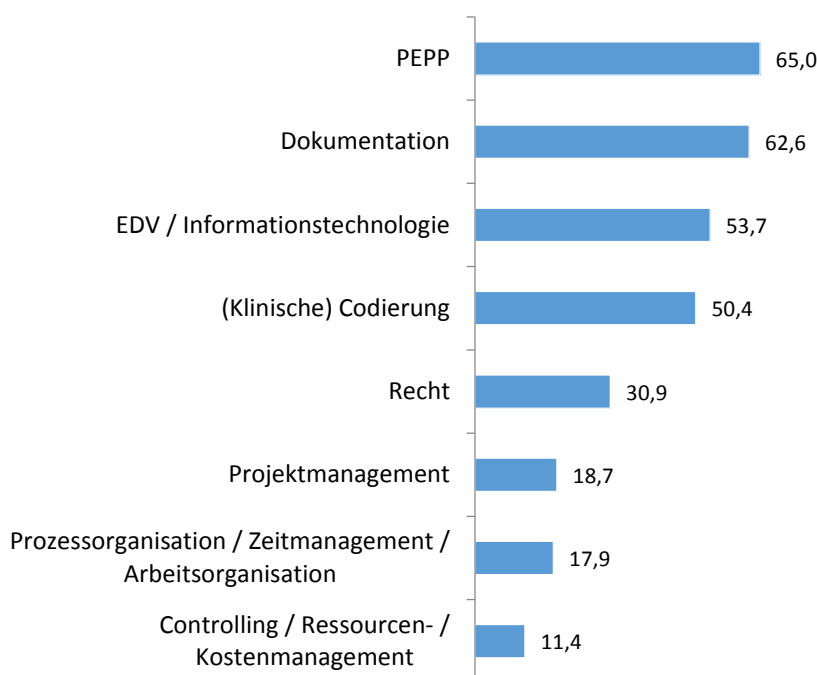 PEPP
65,0
Dokumentation
62,6
EDV / Informationstechnologie
53,7
(Klinische) Codierung
50,4
Recht
30,9
Projektmanagement
18,7
Prozessorganisation / Zeitmanagement /
Arbeitsorganisation
17,9
Controlling / Ressourcen- /
Kostenmanagement
11,4